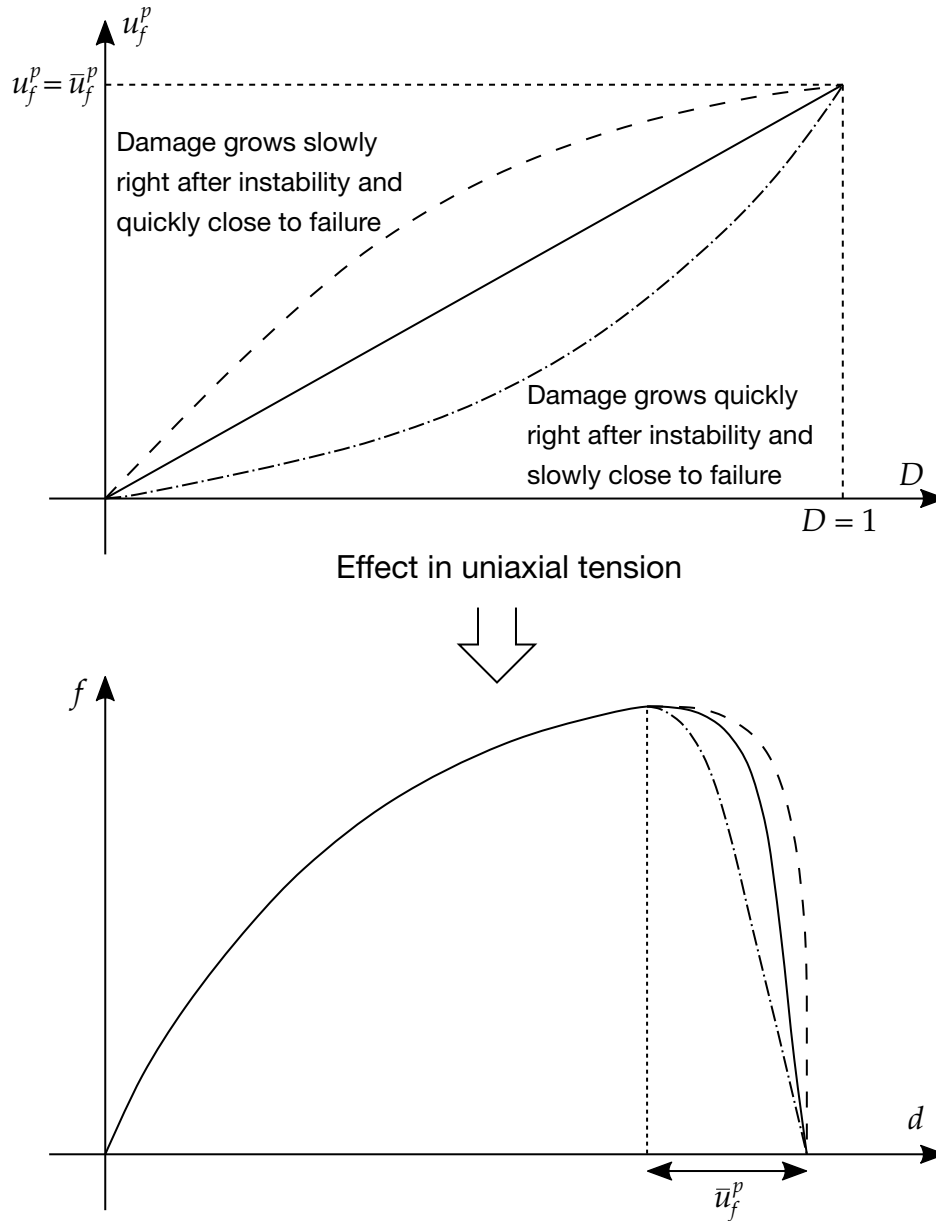 u_f^p
u_f^p = ū_f^p
Damage grows slowly
right after instability and
quickly close to failure
Damage grows quickly
right after instability and
slowly close to failure
D
D = 1
Effect in uniaxial tension
f
d
ū_f^p